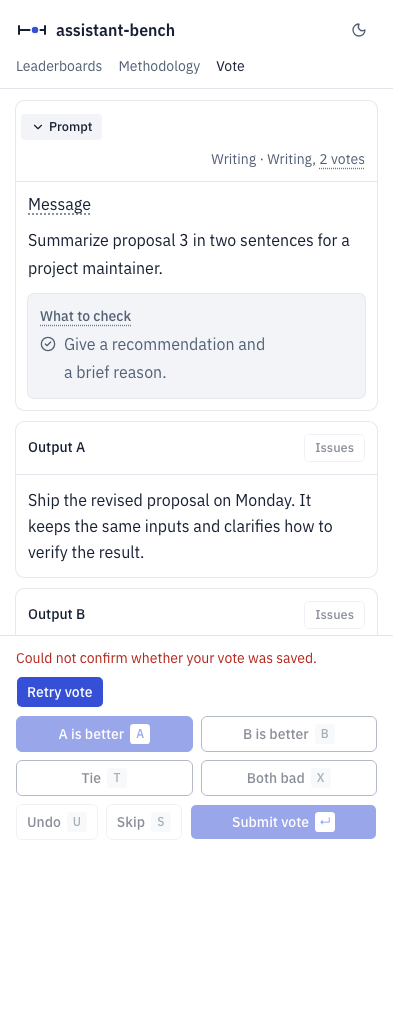 assistant-bench
Leaderboards Methodology Vote
Prompt
Writing · Writing, 2 votes
Message
Summarize proposal 3 in two sentences for a
project maintainer.
What to check
Give a recommendation and
a brief reason.
Output A Issues
Ship the revised proposal on Monday. It
keeps the same inputs and clarifies how to
verify the result.
Output B Issues
Could not confirm whether your vote was saved.
Retry vote
A is better A B is better B
Tie T Both bad X
Undo U Skip S Submit vote ↵